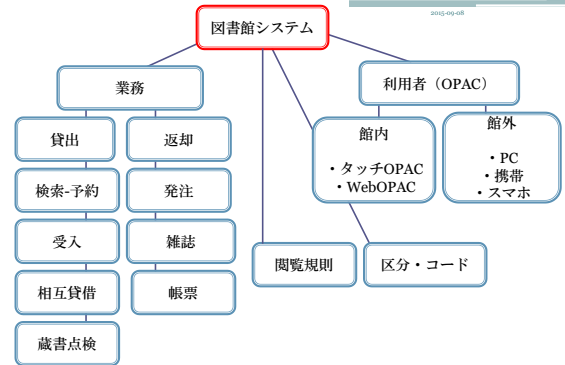 2015-09-08
図書館システム
業務
利用者（OPAC）
貸出
返却
館内
・タッチOPAC
・WebOPAC
館外
・PC
・携帯
・スマホ
検索-予約
発注
受入
雑誌
閲覧規則
区分・コード
相互貸借
帳票
蔵書点検